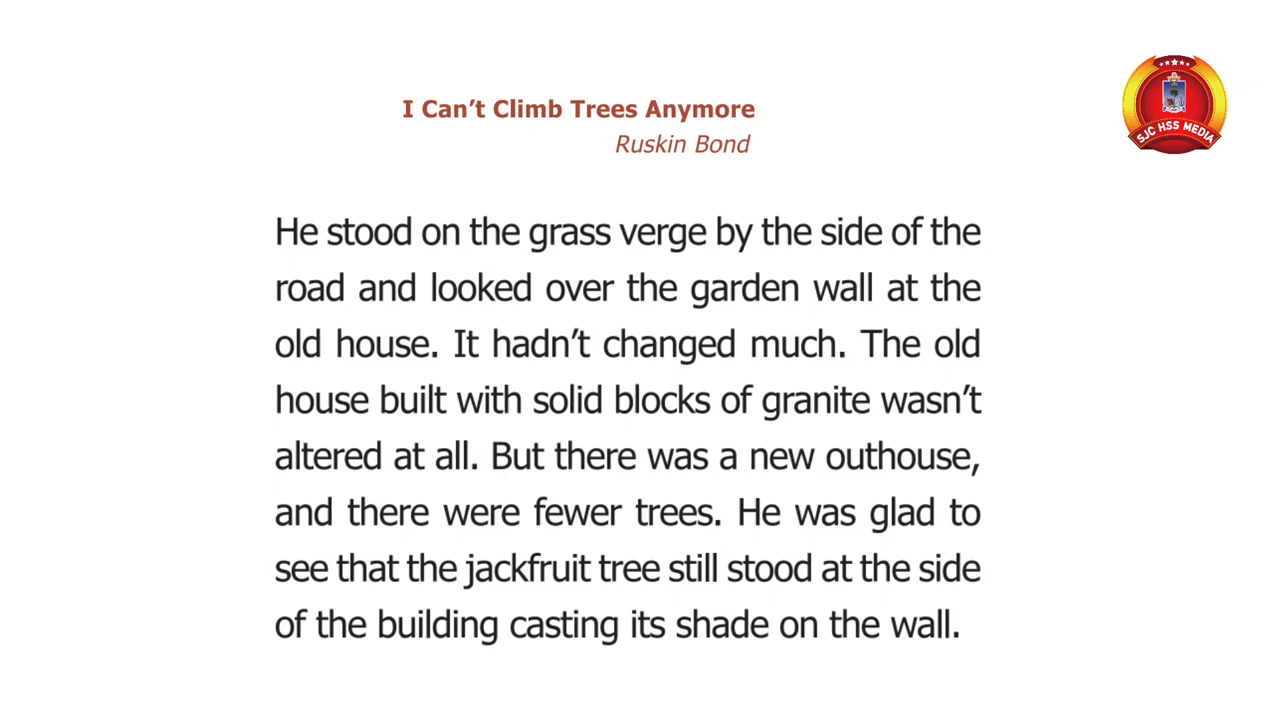 I Can’t Climb Trees Anymore
Ruskin Bond
SJC HSS MEDIA
He stood on the grass verge by the side of the
road and looked over the garden wall at the
old house. It hadn’t changed much. The old
house built with solid blocks of granite wasn’t
altered at all. But there was a new outhouse,
and there were fewer trees. He was glad to
see that the jackfruit tree still stood at the side
of the building casting its shade on the wall.